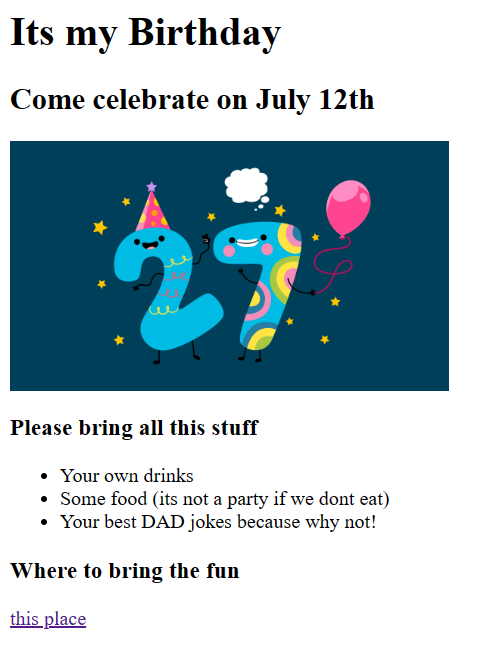 Its my Birthday
Come celebrate on July 12th
27
Please bring all this stuff
Your own drinks
Some food (its not a party if we dont eat)
Your best DAD jokes because why not!
Where to bring the fun
this place